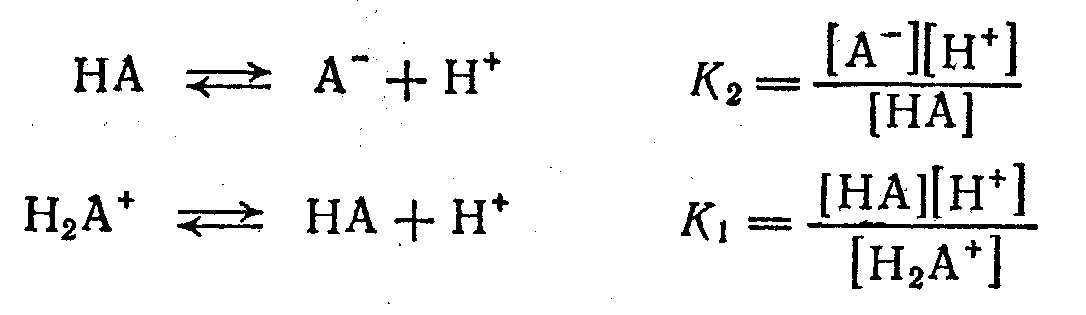 HA ⇌ A⁻ + H⁺ K₂ = [A⁻][H⁺] / [HA]
H₂A⁺ ⇌ HA + H⁺ K₁ = [HA][H⁺] / [H₂A⁺]